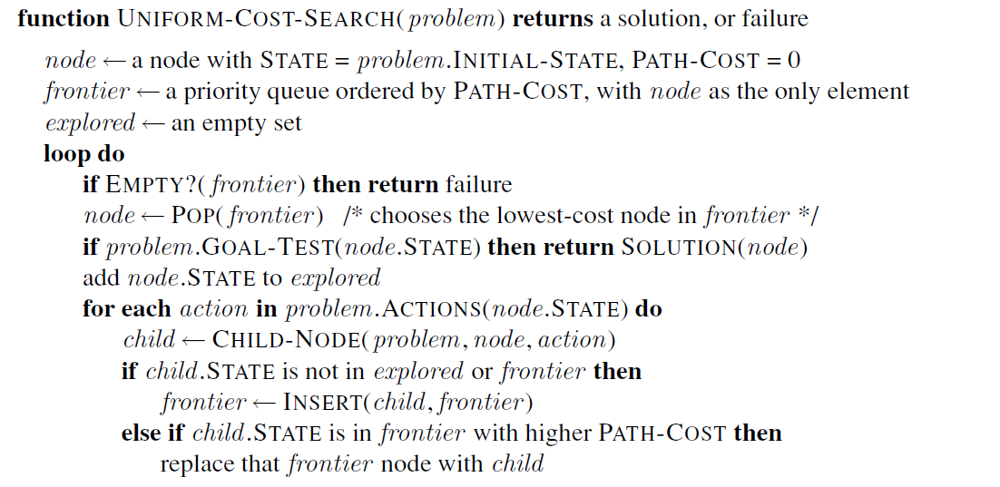 function UNIFORM-COST-SEARCH(problem) returns a solution, or failure
node ← a node with STATE = problem.INITIAL-STATE, PATH-COST = 0
frontier ← a priority queue ordered by PATH-COST, with node as the only element
explored ← an empty set
loop do
if EMPTY?(frontier) then return failure
node ← POP(frontier) /* chooses the lowest-cost node in frontier */
if problem.GOAL-TEST(node.STATE) then return SOLUTION(node)
add node.STATE to explored
for each action in problem.ACTIONS(node.STATE) do
child ← CHILD-NODE(problem, node, action)
if child.STATE is not in explored or frontier then
frontier ← INSERT(child, frontier)
else if child.STATE is in frontier with higher PATH-COST then
replace that frontier node with child